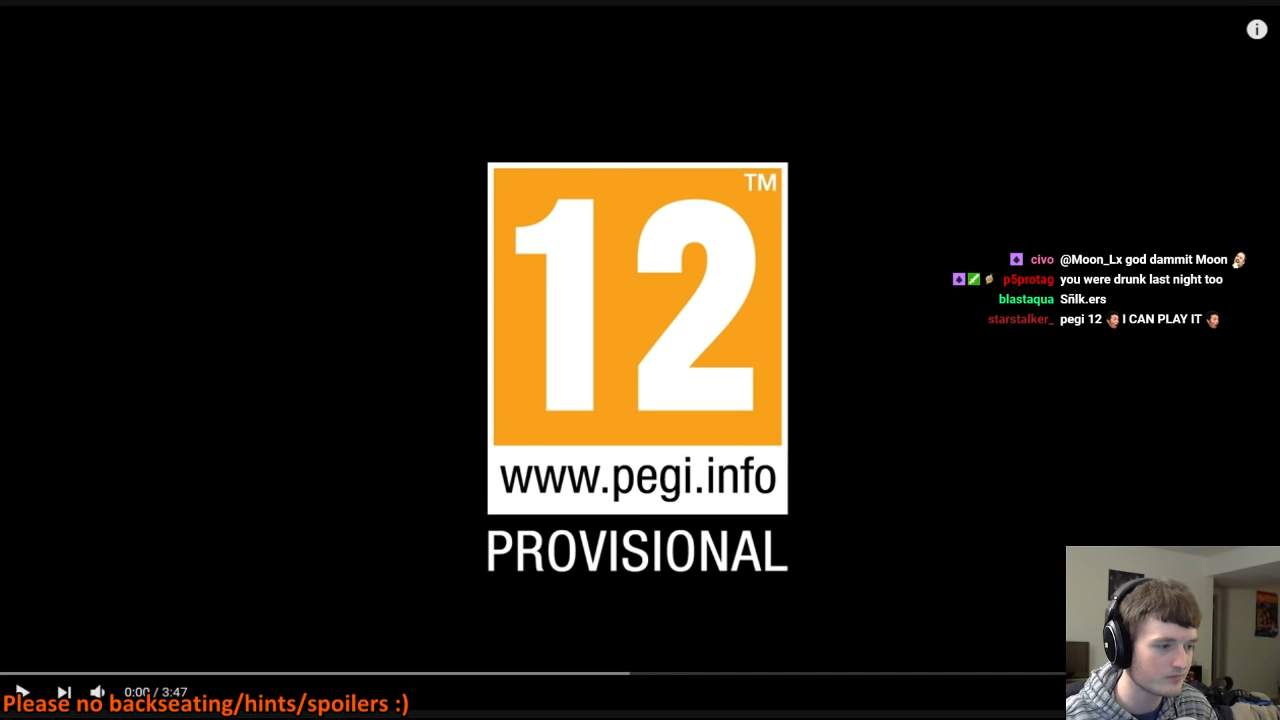 TM
12
www.pegi.info
PROVISIONAL
civo @Moon_Lx god dammit Moon
p5protag you were drunk last night too
blastaqua Sñlk.ers
starstalker_ pegi 12 I CAN PLAY IT
0:00 / 3:47
Please no backseating/hints/spoilers :)